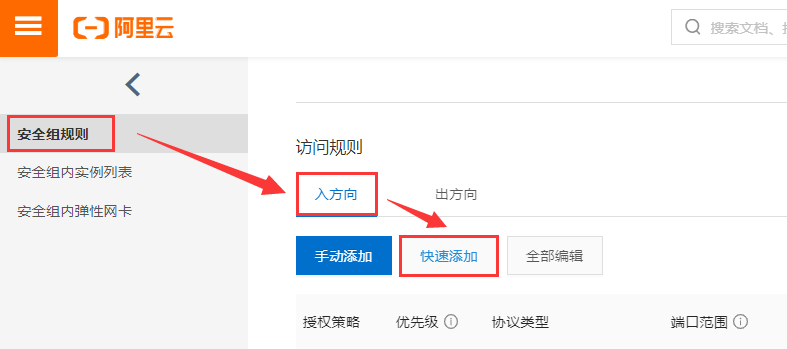 阿里云
搜索文档、
安全组规则
安全组内实例列表
安全组内弹性网卡
访问规则
入方向 出方向
手动添加 快速添加 全部编辑
授权策略 优先级 协议类型 端口范围